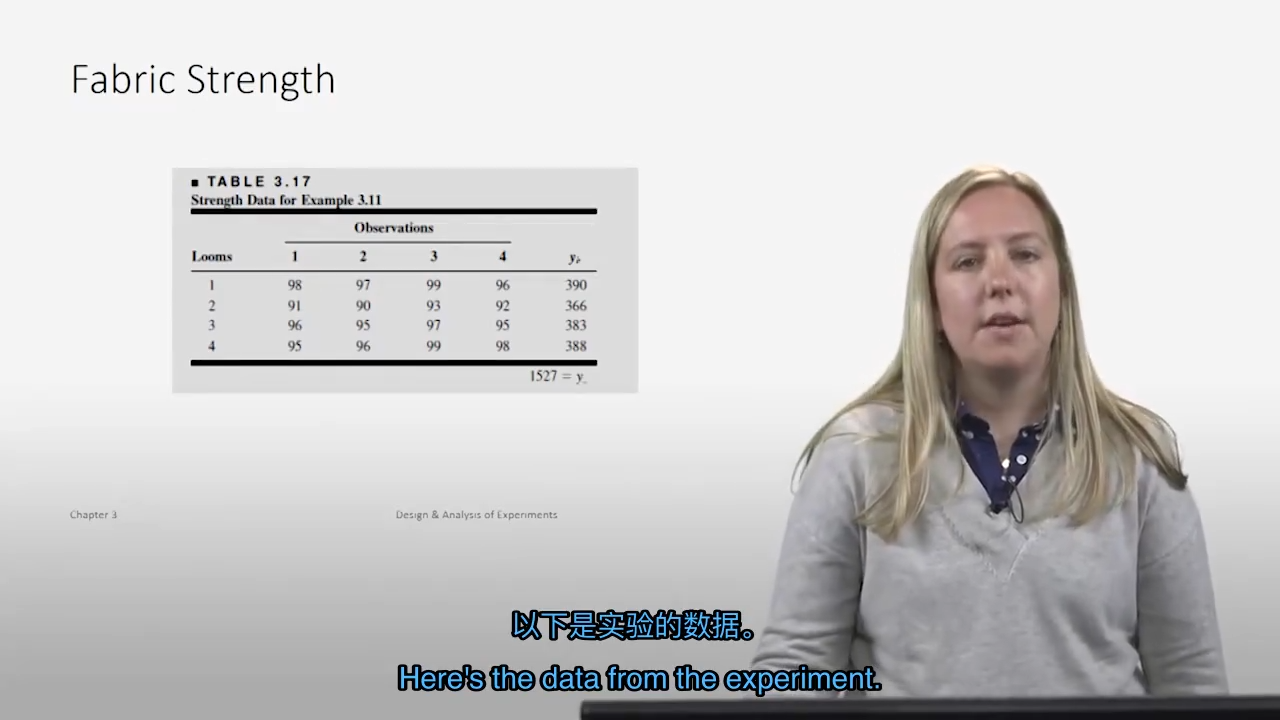 Fabric Strength
■ TABLE 3.17
Strength Data for Example 3.11
Observations
Looms 1 2 3 4 yᵢ.
1 98 97 99 96 390
2 91 90 93 92 366
3 96 95 97 95 383
4 95 96 99 98 388
1527 = y..
Chapter 3
Design & Analysis of Experiments
以下是实验的数据。
Here's the data from the experiment.